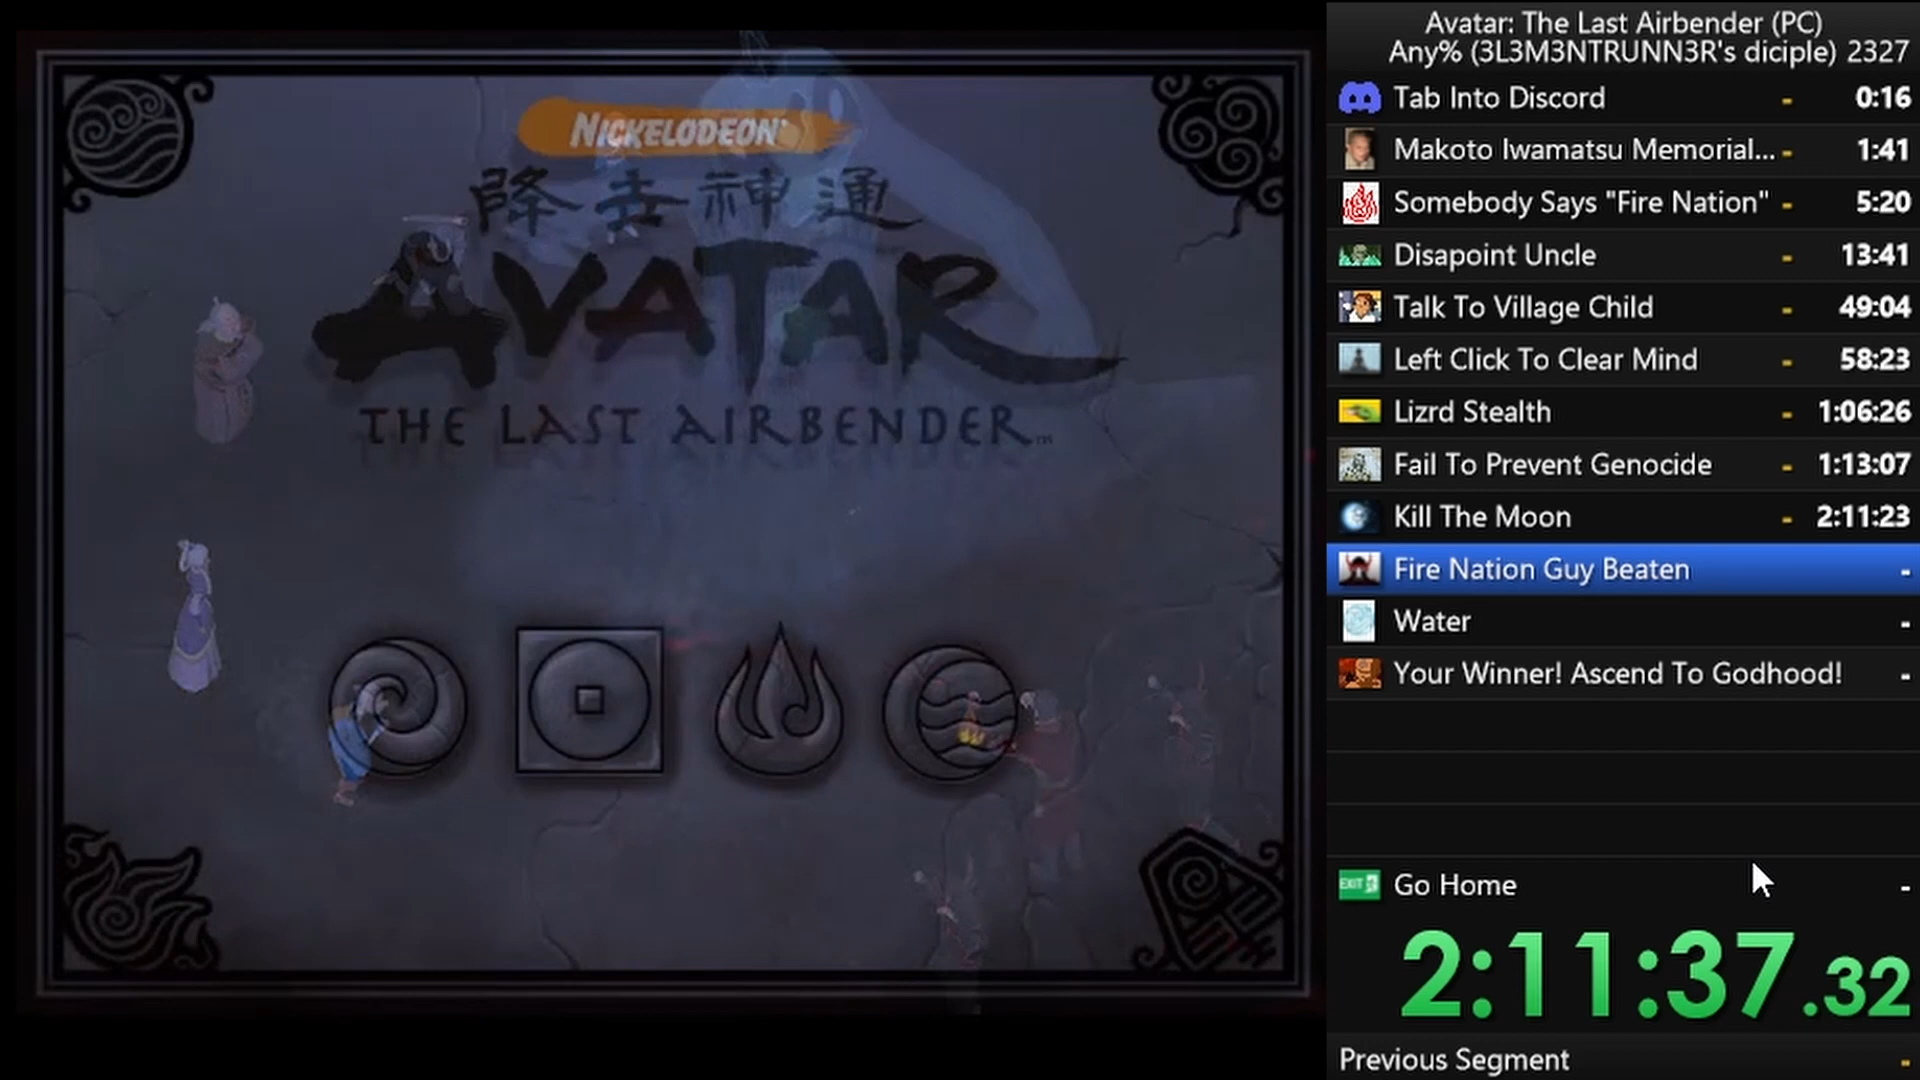 NICKELODEON
降去神通
AVATAR
THE LAST AIRBENDER™
Avatar: The Last Airbender (PC)
Any% (3L3M3NTRUNN3R's diciple) 2327
Tab Into Discord - 0:16
Makoto Iwamatsu Memorial... - 1:41
Somebody Says "Fire Nation" - 5:20
Disapoint Uncle - 13:41
Talk To Village Child - 49:04
Left Click To Clear Mind - 58:23
Lizrd Stealth - 1:06:26
Fail To Prevent Genocide - 1:13:07
Kill The Moon - 2:11:23
Fire Nation Guy Beaten -
Water -
Your Winner! Ascend To Godhood! -
EXIT Go Home -
2:11:37.32
Previous Segment -